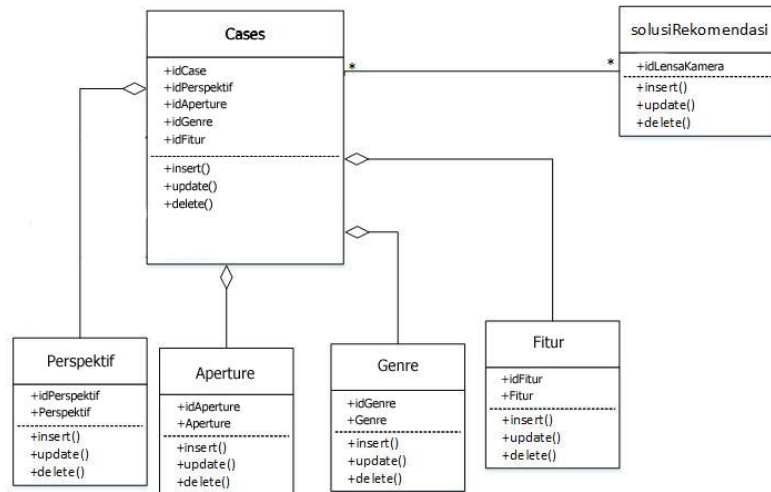 Cases
+idCase
+idPerspektif
+idAperture
+idGenre
+idFitur
+insert()
+update()
+delete()
*
*
solusiRekomendasi
+idLensaKamera
+insert()
+update()
+delete()
Perspektif
+idPerspektif
+Perspektif
+insert()
+update()
+delete()
Aperture
+idAperture
+Aperture
+insert()
+update()
+delete()
Genre
+idGenre
+Genre
+insert()
+update()
+delete()
Fitur
+idFitur
+Fitur
+insert()
+update()
+delete()